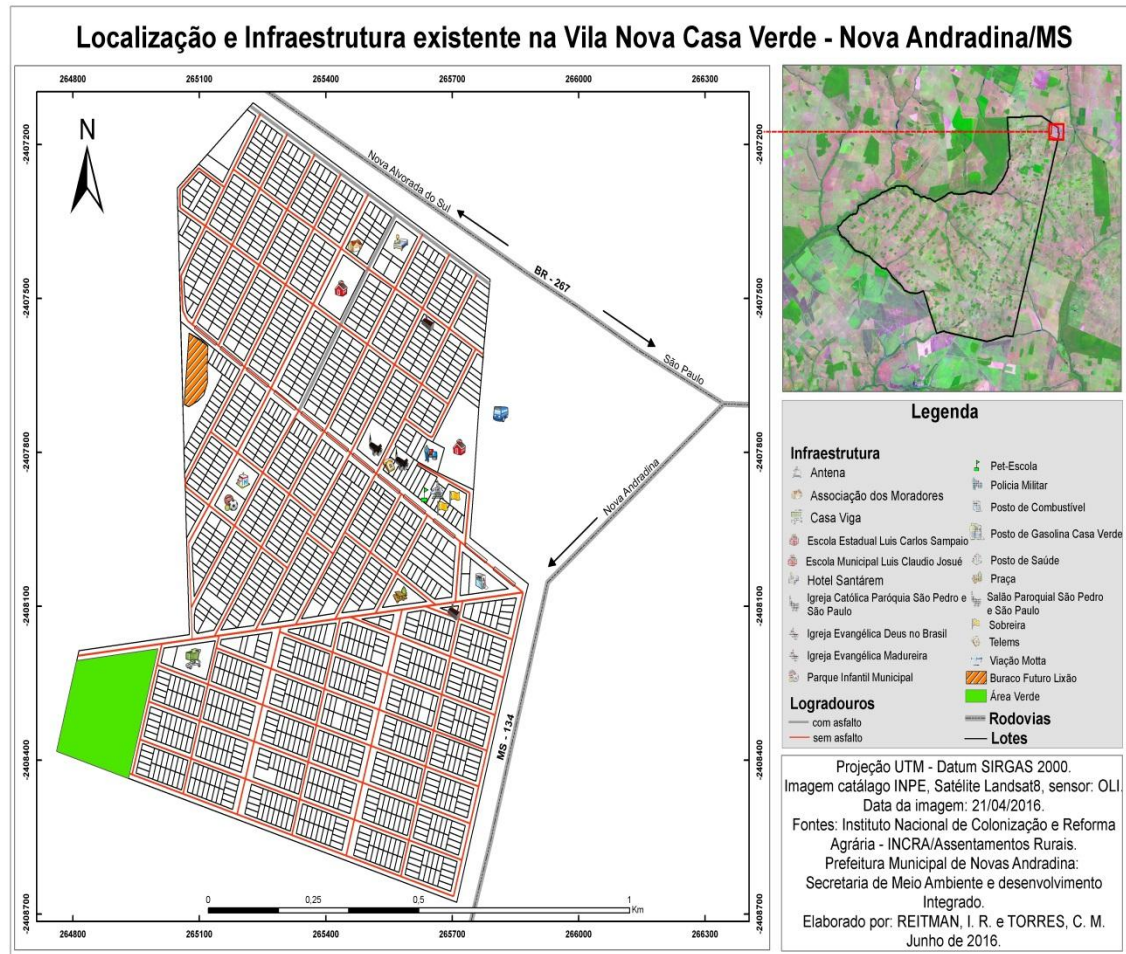 Localização e Infraestrutura existente na Vila Nova Casa Verde - Nova Andradina/MS
264800 265100 265400 265700 266000 266300
-2407200
-2407500
-2407800
-2408100
-2408400
-2408700
N
Nova Alvorada do Sul
BR - 267
São Paulo
Nova Andradina
MS - 134
0 0,25 0,5 1
Km
264800 265100 265400 265700 266000 266300
Legenda
Infraestrutura
Antena
Associação dos Moradores
Casa Viga
Escola Estadual Luis Carlos Sampaio
Escola Municipal Luis Claudio Josué
Hotel Santárem
Igreja Católica Paróquia São Pedro e
São Paulo
Igreja Evangélica Deus no Brasil
Igreja Evangélica Madureira
Parque Infantil Municipal
Pet-Escola
Policia Militar
Posto de Combustível
Posto de Gasolina Casa Verde
Posto de Saúde
Praça
Salão Paroquial São Pedro
e São Paulo
Sobreira
Telems
Viação Motta
Buraco Futuro Lixão
Área Verde
Logradouros
com asfalto
sem asfalto
Rodovias
Lotes
Projeção UTM - Datum SIRGAS 2000.
Imagem catálago INPE, Satélite Landsat8, sensor: OLI.
Data da imagem: 21/04/2016.
Fontes: Instituto Nacional de Colonização e Reforma
Agrária - INCRA/Assentamentos Rurais.
Prefeitura Municipal de Novas Andradina:
Secretaria de Meio Ambiente e desenvolvimento
Integrado.
Elaborado por: REITMAN, I. R. e TORRES, C. M.
Junho de 2016.